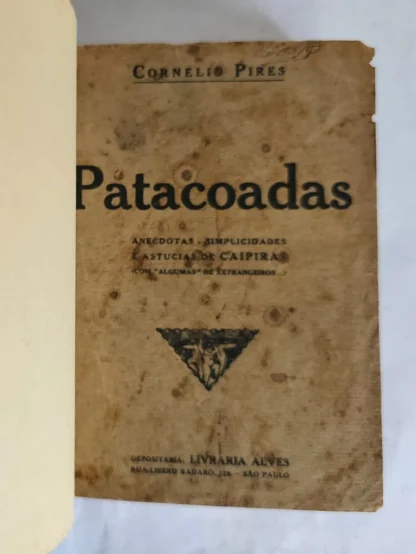 CORNELIO PIRES
Patacoadas
ANECDOTAS - SIMPLICIDADES
E ASTUCIAS DE CAIPIRAS
(COM "ALGUMAS" DE EXTRANGEIROS...)
DEPOSITARIA: LIVRARIA ALVES
RUA LIBERO BADARÓ, - SÃO PAULO